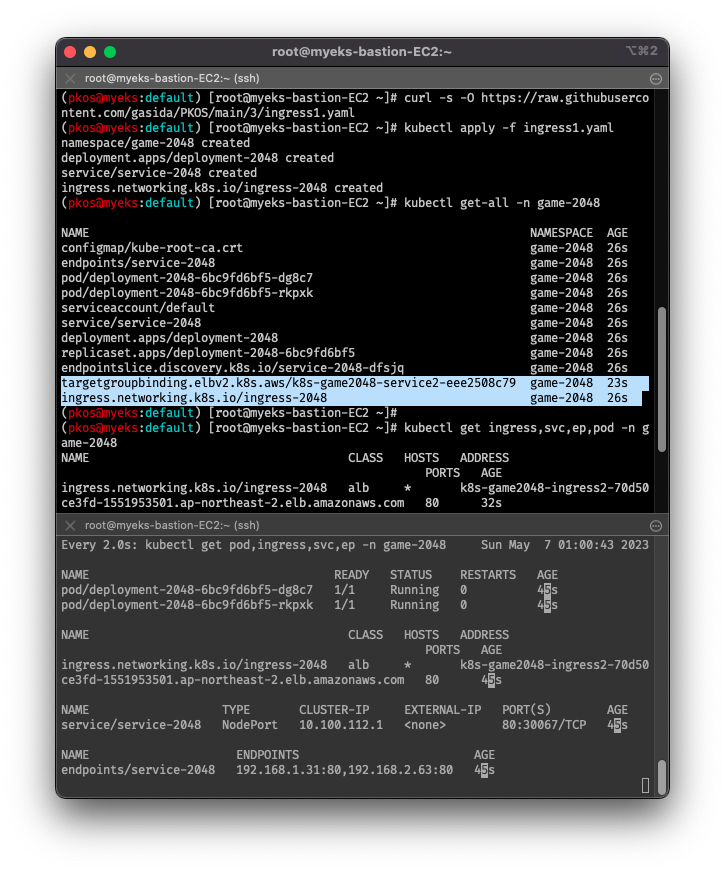 root@myeks-bastion-EC2:~
⌥⌘2
root@myeks-bastion-EC2:~ (ssh)
(pkos@myeks:default) [root@myeks-bastion-EC2 ~]# curl -s -O https://raw.githubuserco
ntent.com/gasida/PKOS/main/3/ingress1.yaml
(pkos@myeks:default) [root@myeks-bastion-EC2 ~]# kubectl apply -f ingress1.yaml
namespace/game-2048 created
deployment.apps/deployment-2048 created
service/service-2048 created
ingress.networking.k8s.io/ingress-2048 created
(pkos@myeks:default) [root@myeks-bastion-EC2 ~]# kubectl get-all -n game-2048
NAME NAMESPACE AGE
configmap/kube-root-ca.crt game-2048 26s
endpoints/service-2048 game-2048 26s
pod/deployment-2048-6bc9fd6bf5-dg8c7 game-2048 26s
pod/deployment-2048-6bc9fd6bf5-rkpxk game-2048 26s
serviceaccount/default game-2048 26s
service/service-2048 game-2048 26s
deployment.apps/deployment-2048 game-2048 26s
replicaset.apps/deployment-2048-6bc9fd6bf5 game-2048 26s
endpointslice.discovery.k8s.io/service-2048-dfsjq game-2048 26s
targetgroupbinding.elbv2.k8s.aws/k8s-game2048-service2-eee2508c79 game-2048 23s
ingress.networking.k8s.io/ingress-2048 game-2048 26s
(pkos@myeks:default) [root@myeks-bastion-EC2 ~]#
(pkos@myeks:default) [root@myeks-bastion-EC2 ~]# kubectl get ingress,svc,ep,pod -n g
ame-2048
NAME CLASS HOSTS ADDRESS
PORTS AGE
ingress.networking.k8s.io/ingress-2048 alb * k8s-game2048-ingress2-70d50
ce3fd-1551953501.ap-northeast-2.elb.amazonaws.com 80 32s
root@myeks-bastion-EC2:~ (ssh)
Every 2.0s: kubectl get pod,ingress,svc,ep -n game-2048 Sun May 7 01:00:43 2023
NAME READY STATUS RESTARTS AGE
pod/deployment-2048-6bc9fd6bf5-dg8c7 1/1 Running 0 45s
pod/deployment-2048-6bc9fd6bf5-rkpxk 1/1 Running 0 45s
NAME CLASS HOSTS ADDRESS
PORTS AGE
ingress.networking.k8s.io/ingress-2048 alb * k8s-game2048-ingress2-70d50
ce3fd-1551953501.ap-northeast-2.elb.amazonaws.com 80 45s
NAME TYPE CLUSTER-IP EXTERNAL-IP PORT(S) AGE
service/service-2048 NodePort 10.100.112.1 <none> 80:30067/TCP 45s
NAME ENDPOINTS AGE
endpoints/service-2048 192.168.1.31:80,192.168.2.63:80 45s